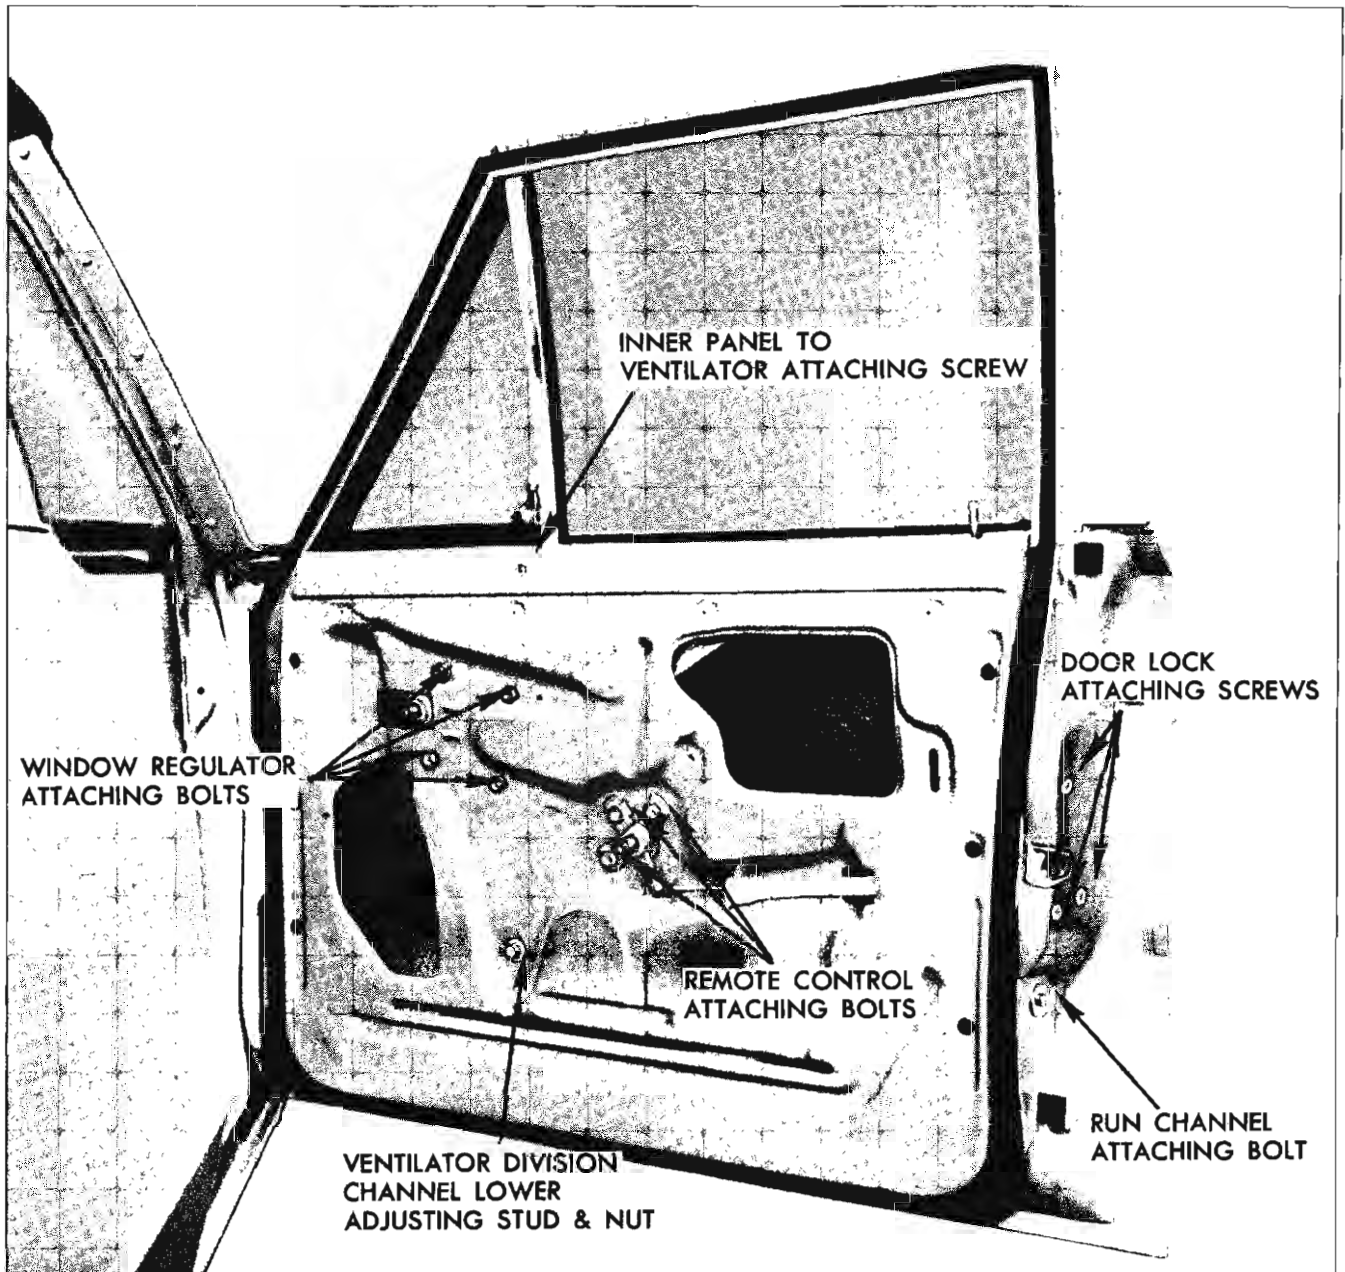 INNER PANEL TO
VENTILATOR ATTACHING SCREW
DOOR LOCK
ATTACHING SCREWS
WINDOW REGULATOR
ATTACHING BOLTS
REMOTE CONTROL
ATTACHING BOLTS
RUN CHANNEL
ATTACHING BOLT
VENTILATOR DIVISION
CHANNEL LOWER
ADJUSTING STUD & NUT